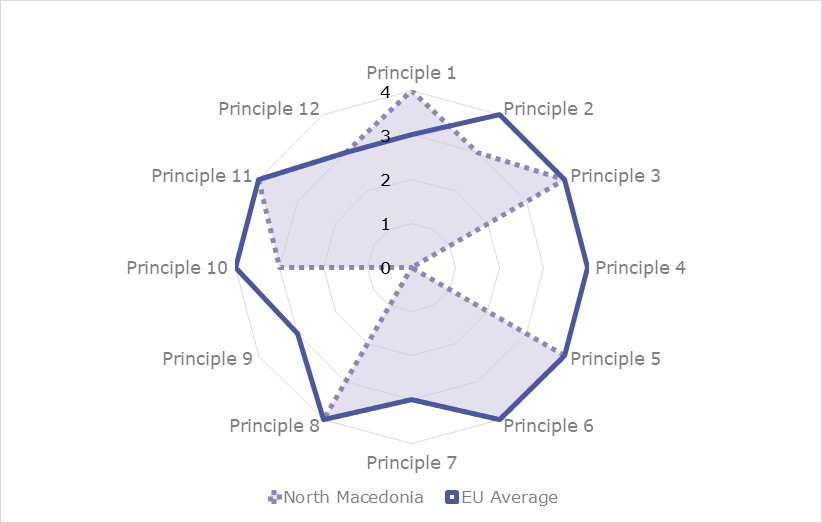 Principle 1
Principle 2
Principle 3
Principle 4
Principle 5
Principle 6
Principle 7
Principle 8
Principle 9
Principle 10
Principle 11
Principle 12
4
3
2
1
0
North Macedonia
EU Average